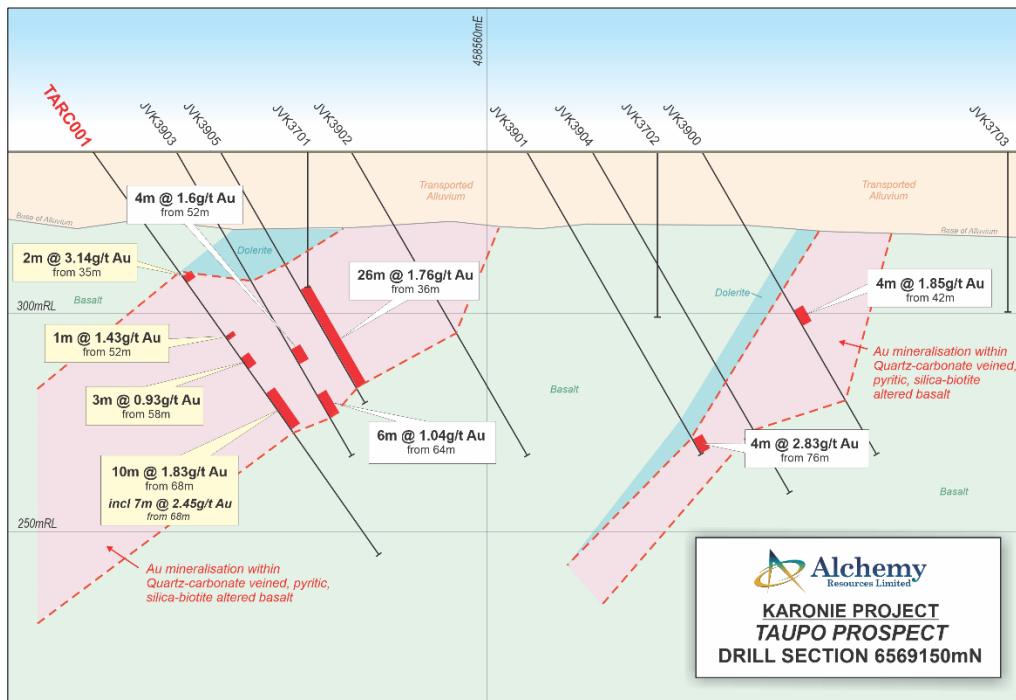 458560mE
TARC001
JVK3903
JVK3905
JVK3701
JVK3902
JVK3901
JVK3904
JVK3702
JVK3900
JVK3703
4m @ 1.6g/t Au
from 52m
Transported
Alluvium
Transported
Alluvium
Base of Alluvium
Base of Alluvium
2m @ 3.14g/t Au
from 35m
Dolerite
26m @ 1.76g/t Au
from 36m
Basalt
Dolerite
4m @ 1.85g/t Au
from 42m
300mRL
1m @ 1.43g/t Au
from 52m
Au mineralisation within
Quartz-carbonate veined,
pyritic, silica-biotite
altered basalt
3m @ 0.93g/t Au
from 58m
Basalt
6m @ 1.04g/t Au
from 64m
4m @ 2.83g/t Au
from 76m
10m @ 1.83g/t Au
from 68m
incl 7m @ 2.45g/t Au
from 68m
Basalt
250mRL
Au mineralisation within
Quartz-carbonate veined, pyritic,
silica-biotite altered basalt
Alchemy
Resources Limited
KARONIE PROJECT
TAUPO PROSPECT
DRILL SECTION 6569150mN